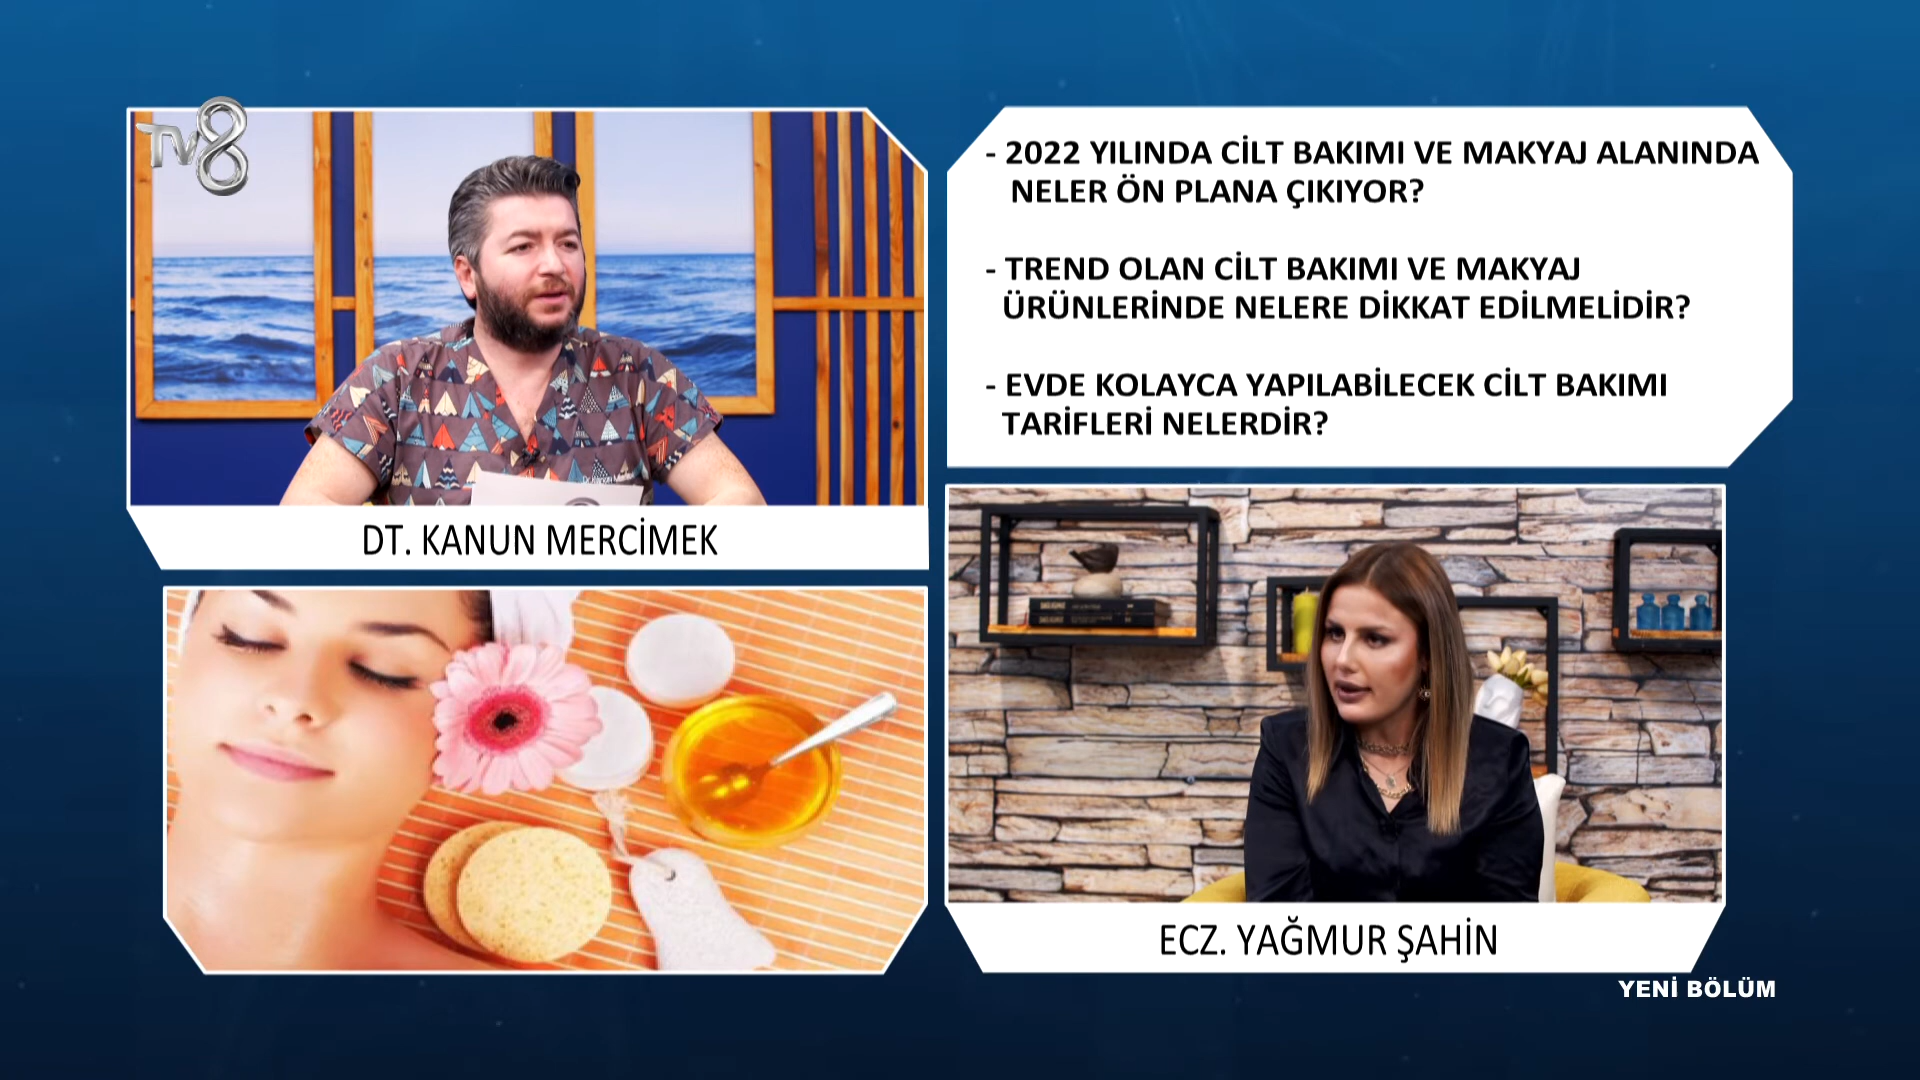 TV8
- 2022 YILINDA CİLT BAKIMI VE MAKYAJ ALANINDA
NELER ÖN PLANA ÇIKIYOR?
- TREND OLAN CİLT BAKIMI VE MAKYAJ
ÜRÜNLERİNDE NELERE DİKKAT EDİLMELİDİR?
- EVDE KOLAYCA YAPILABİLECEK CİLT BAKIMI
TARİFLERİ NELERDİR?
DT. KANUN MERCİMEK
ECZ. YAĞMUR ŞAHİN
YENİ BÖLÜM